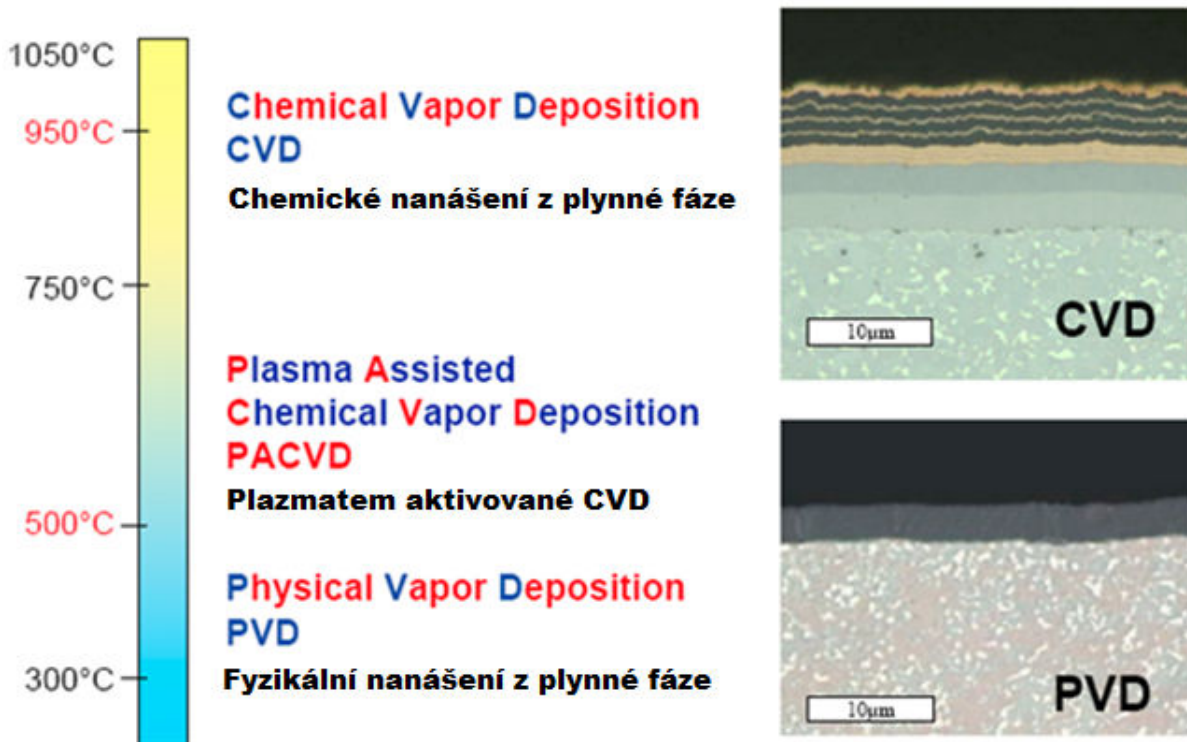 1050°C
950°C
750°C
500°C
300°C
Chemical Vapor Deposition
CVD
Chemické nanášení z plynné fáze
Plasma Assisted
Chemical Vapor Deposition
PACVD
Plazmatem aktivované CVD
Physical Vapor Deposition
PVD
Fyzikální nanášení z plynné fáze
CVD
10µm
PVD
10µm